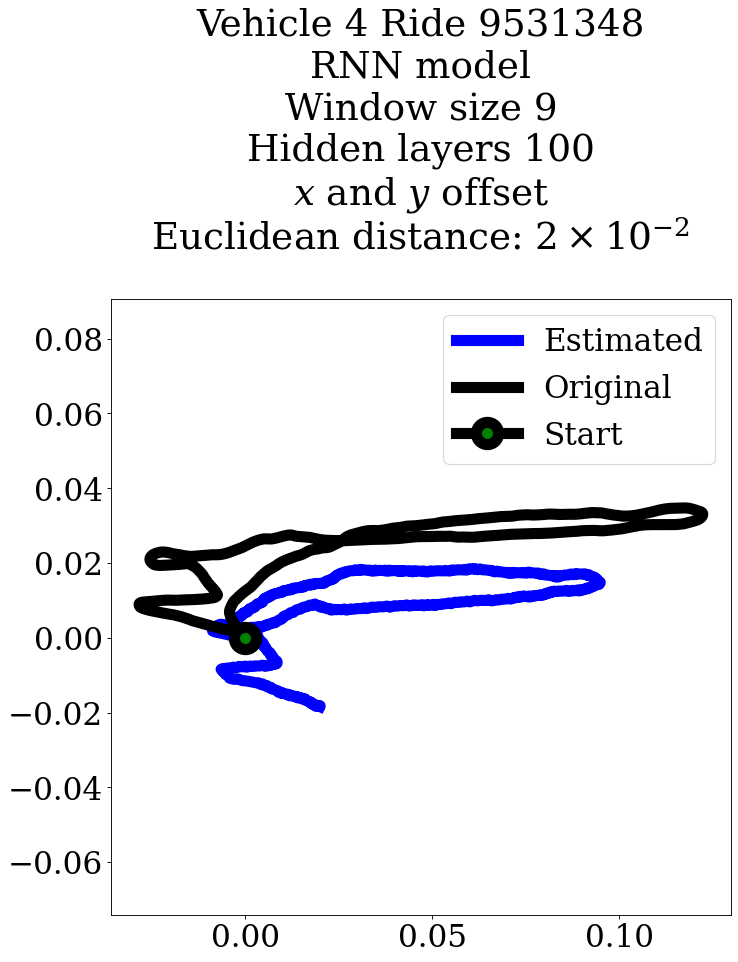 Vehicle 4 Ride 9531348
RNN model
Window size 9
Hidden layers 100
x and y offset
Euclidean distance: 2 × 10⁻²
Estimated
Original
Start
0.08
0.06
0.04
0.02
0.00
−0.02
−0.04
−0.06
0.00 0.05 0.10